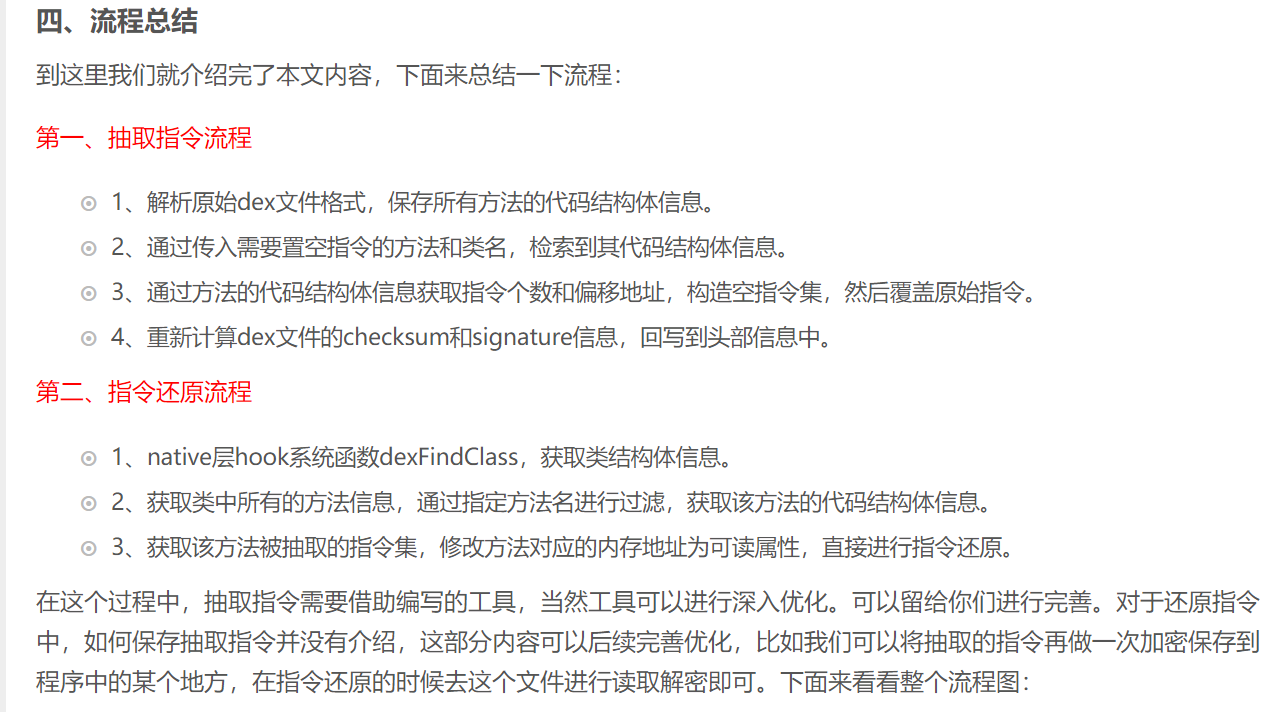 四、流程总结
到这里我们就介绍完了本文内容，下面来总结一下流程：
第一、抽取指令流程
1、解析原始dex文件格式，保存所有方法的代码结构体信息。
2、通过传入需要置空指令的方法和类名，检索到其代码结构体信息。
3、通过方法的代码结构体信息获取指令个数和偏移地址，构造空指令集，然后覆盖原始指令。
4、重新计算dex文件的checksum和signature信息，回写到头部信息中。
第二、指令还原流程
1、native层hook系统函数dexFindClass，获取类结构体信息。
2、获取类中所有的方法信息，通过指定方法名进行过滤，获取该方法的代码结构体信息。
3、获取该方法被抽取的指令集，修改方法对应的内存地址为可读属性，直接进行指令还原。
在这个过程中，抽取指令需要借助编写的工具，当然工具可以进行深入优化。可以留给你们进行完善。对于还原指令
中，如何保存抽取指令并没有介绍，这部分内容可以后续完善优化，比如我们可以将抽取的指令再做一次加密保存到
程序中的某个地方，在指令还原的时候去这个文件进行读取解密即可。下面来看看整个流程图：